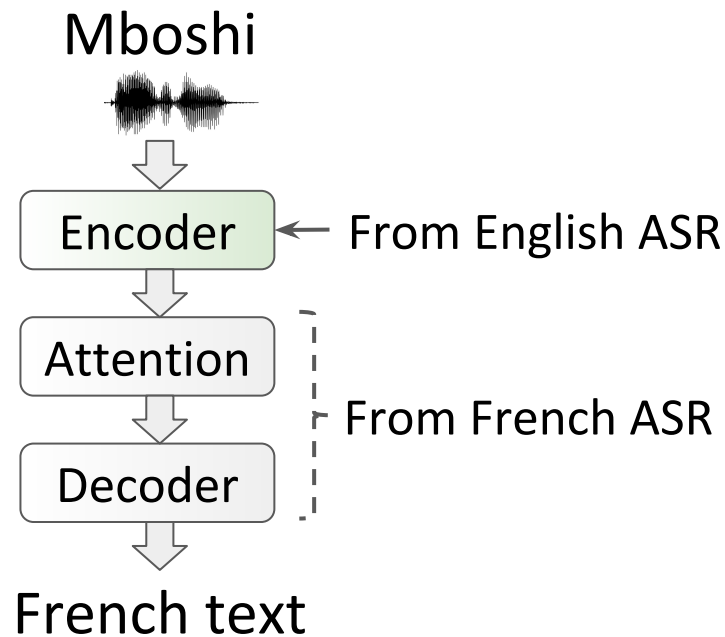 Mboshi
Encoder
From English ASR
Attention
From French ASR
Decoder
French text